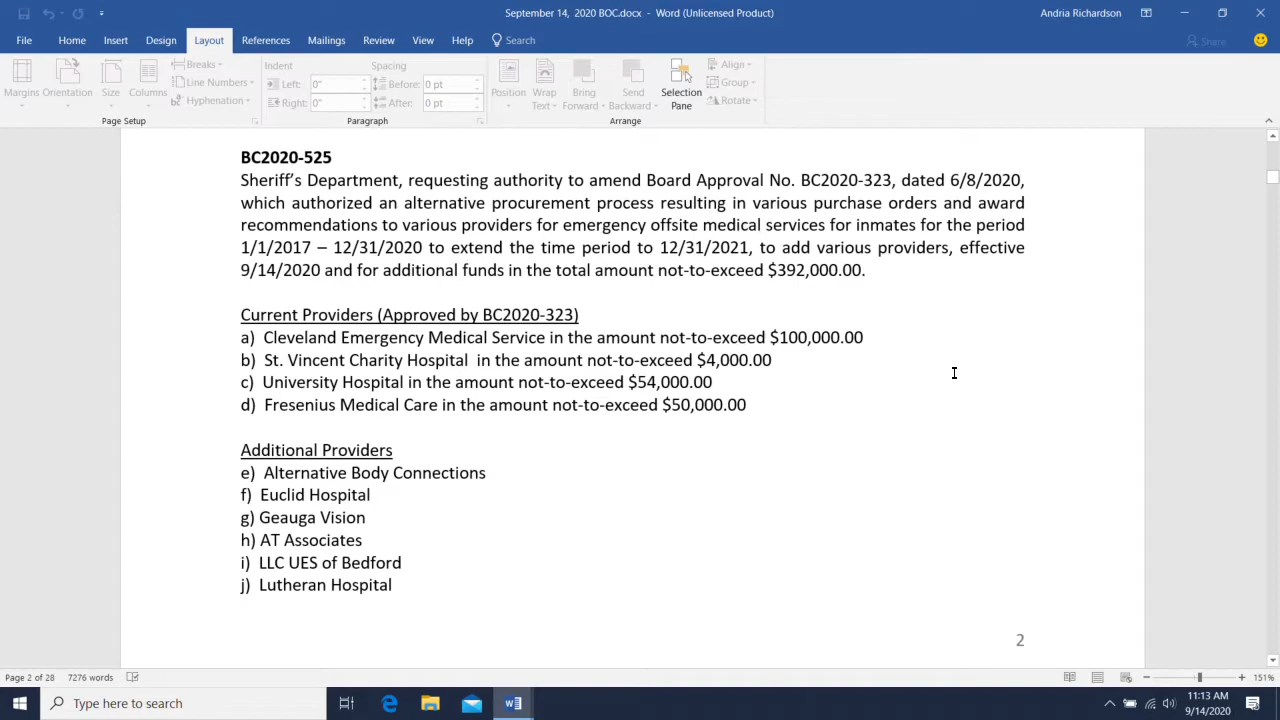 September 14, 2020 BOC.docx - Word (Unlicensed Product)
Andria Richardson
File Home Insert Design Layout References Mailings Review View Help Search Share
Margins Orientation Size Columns Breaks Line Numbers Hyphenation
Page Setup
Indent Spacing
Left: 0" Before: 0 pt
Right: 0" After: 0 pt
Paragraph
Position Wrap Text Bring Forward Send Backward Selection Pane Align Group Rotate
Arrange
BC2020-525
Sheriff's Department, requesting authority to amend Board Approval No. BC2020-323, dated 6/8/2020,
which authorized an alternative procurement process resulting in various purchase orders and award
recommendations to various providers for emergency offsite medical services for inmates for the period
1/1/2017 – 12/31/2020 to extend the time period to 12/31/2021, to add various providers, effective
9/14/2020 and for additional funds in the total amount not-to-exceed $392,000.00.
Current Providers (Approved by BC2020-323)
a) Cleveland Emergency Medical Service in the amount not-to-exceed $100,000.00
b) St. Vincent Charity Hospital in the amount not-to-exceed $4,000.00
c) University Hospital in the amount not-to-exceed $54,000.00
d) Fresenius Medical Care in the amount not-to-exceed $50,000.00
Additional Providers
e) Alternative Body Connections
f) Euclid Hospital
g) Geauga Vision
h) AT Associates
i) LLC UES of Bedford
j) Lutheran Hospital
2
Page 2 of 28 7276 words 151%
Type here to search
11:13 AM
9/14/2020